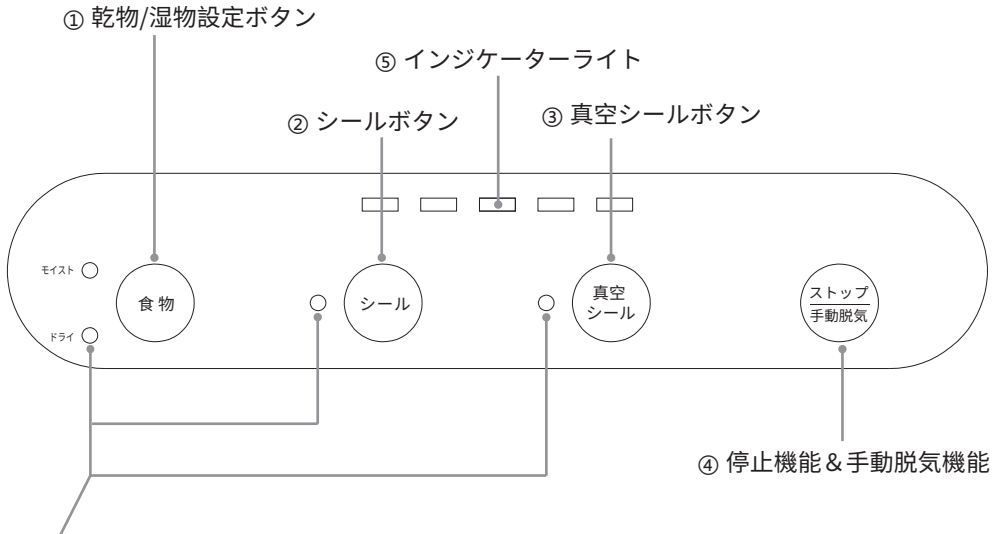 ① 乾物/湿物設定ボタン
⑤ インジケーターライト
② シールボタン
③ 真空シールボタン
モイスト
ドライ
食物
シール
真空
シール
ストップ
手動脱気
④ 停止機能&手動脱気機能